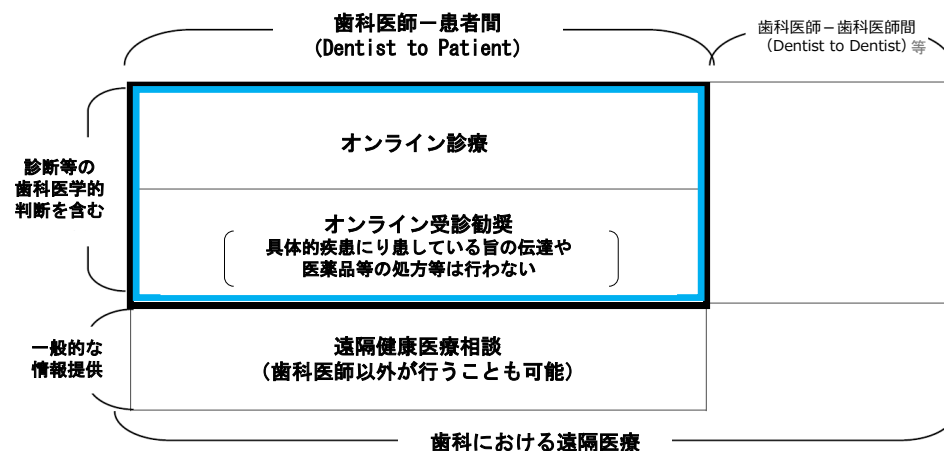 歯科医師－患者間
(Dentist to Patient)
歯科医師－歯科医師間
(Dentist to Dentist) 等
診断等の
歯科医学的
判断を含む
オンライン診療
オンライン受診勧奨
具体的疾患にり患している旨の伝達や
医薬品等の処方等は行わない
一般的な
情報提供
遠隔健康医療相談
(歯科医師以外が行うことも可能)
歯科における遠隔医療